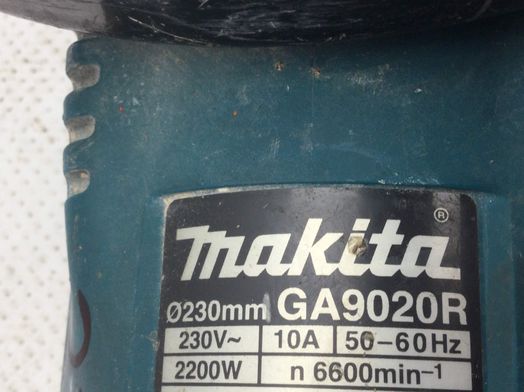 makita®
Ø230mm GA9020R
230V~ 10A 50-60Hz
2200W n 6600min-1